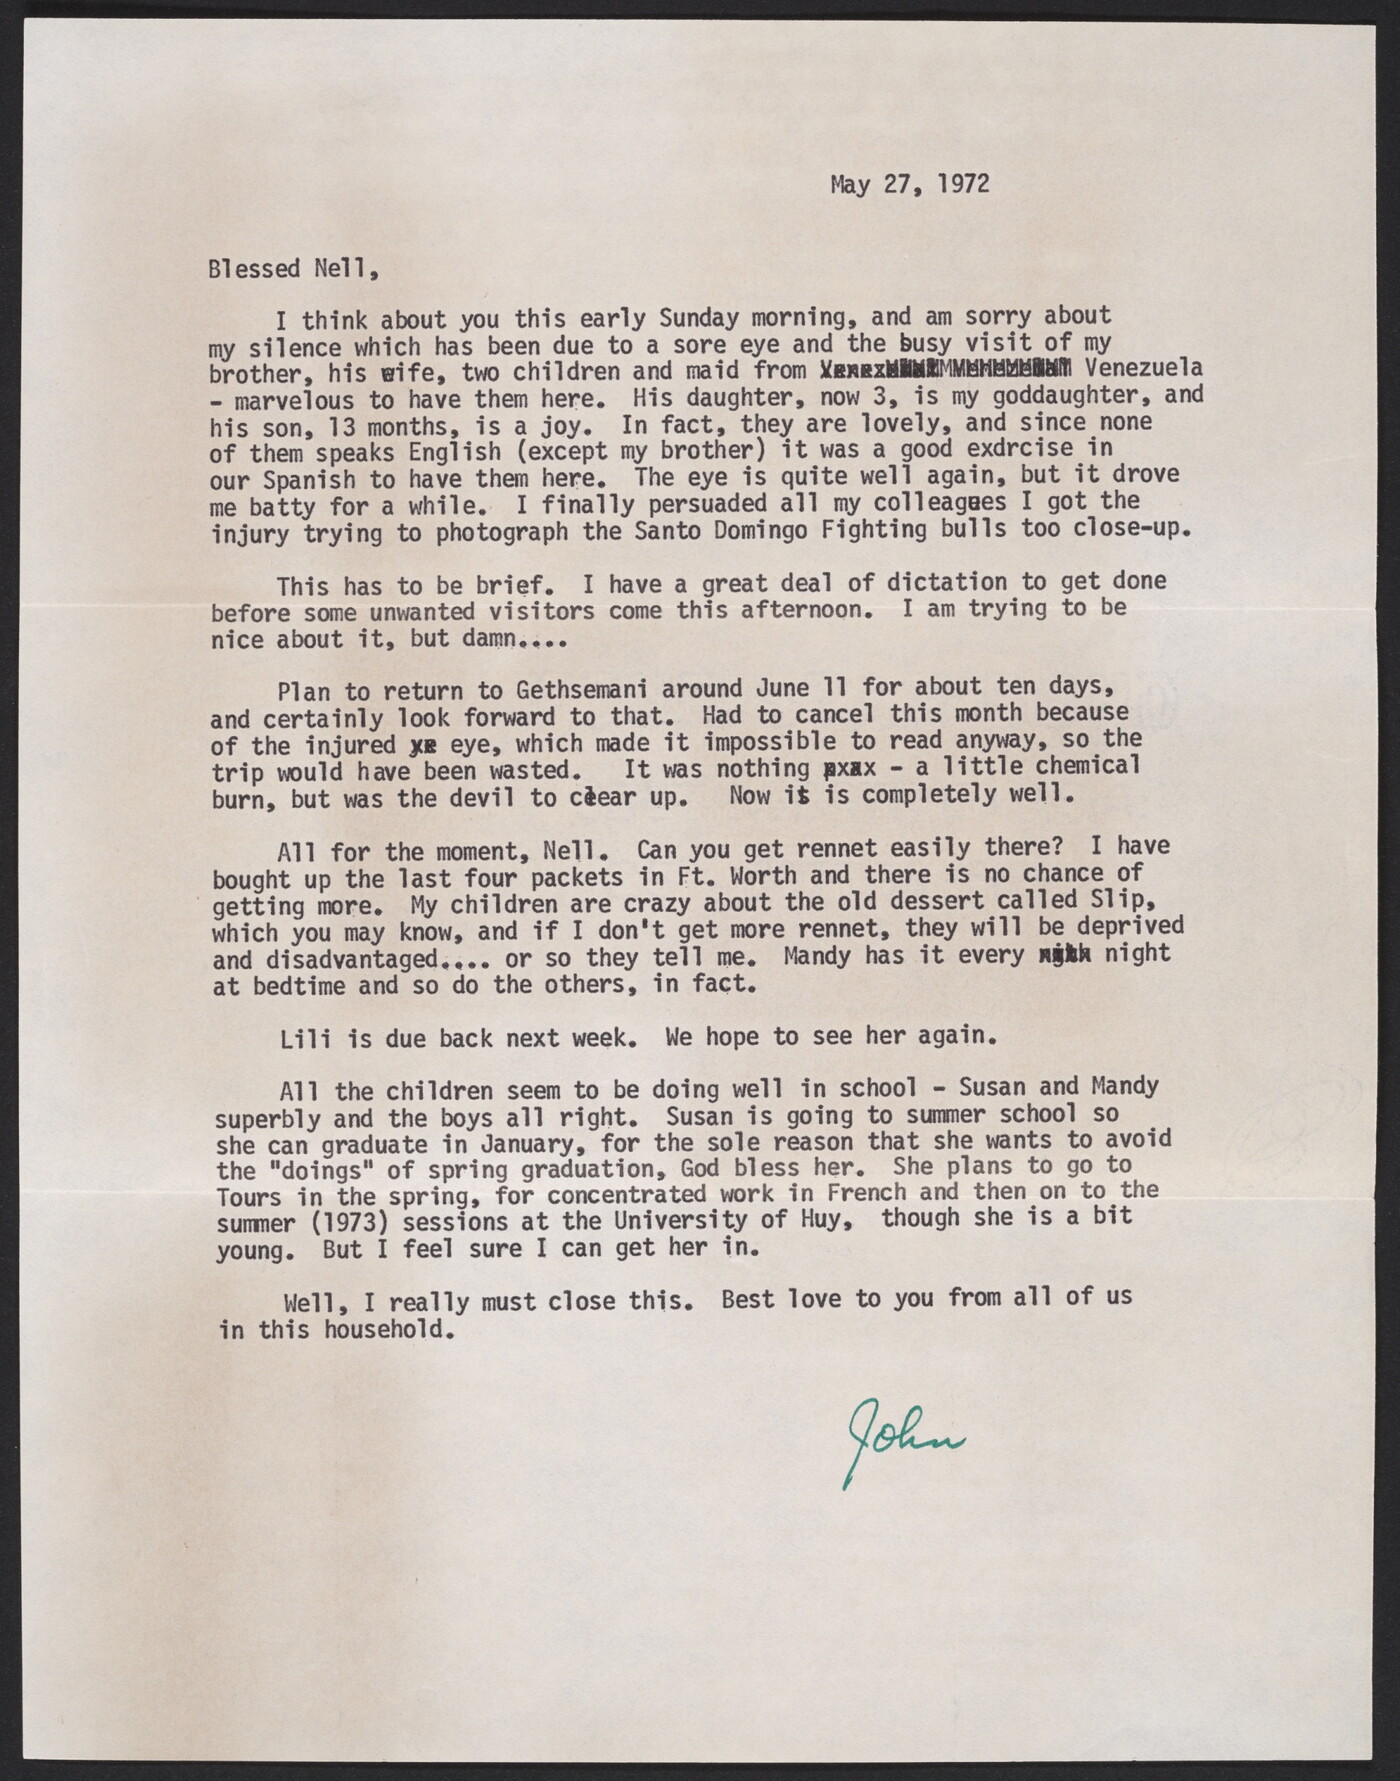 May 27, 1972
Blessed Nell,
I think about you this early Sunday morning, and am sorry about
my silence which has been due to a sore eye and the busy visit of my
brother, his wife, two children and maid from Venezuela
- marvelous to have them here. His daughter, now 3, is my goddaughter, and
his son, 13 months, is a joy. In fact, they are lovely, and since none
of them speaks English (except my brother) it was a good exdrcise in
our Spanish to have them here. The eye is quite well again, but it drove
me batty for a while. I finally persuaded all my colleagues I got the
injury trying to photograph the Santo Domingo Fighting bulls too close-up.
This has to be brief. I have a great deal of dictation to get done
before some unwanted visitors come this afternoon. I am trying to be
nice about it, but damn....
Plan to return to Gethsemani around June 11 for about ten days,
and certainly look forward to that. Had to cancel this month because
of the injured eye, which made it impossible to read anyway, so the
trip would have been wasted. It was nothing - a little chemical
burn, but was the devil to clear up. Now it is completely well.
All for the moment, Nell. Can you get rennet easily there? I have
bought up the last four packets in Ft. Worth and there is no chance of
getting more. My children are crazy about the old dessert called Slip,
which you may know, and if I don't get more rennet, they will be deprived
and disadvantaged.... or so they tell me. Mandy has it every night
at bedtime and so do the others, in fact.
Lili is due back next week. We hope to see her again.
All the children seem to be doing well in school - Susan and Mandy
superbly and the boys all right. Susan is going to summer school so
she can graduate in January, for the sole reason that she wants to avoid
the "doings" of spring graduation, God bless her. She plans to go to
Tours in the spring, for concentrated work in French and then on to the
summer (1973) sessions at the University of Huy, though she is a bit
young. But I feel sure I can get her in.
Well, I really must close this. Best love to you from all of us
in this household.
John